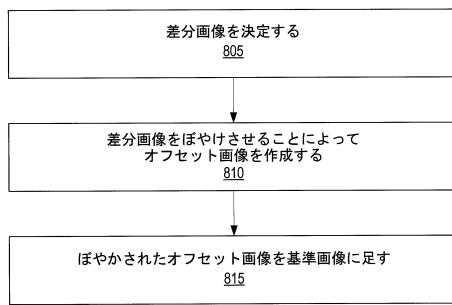 差分画像を決定する
805
差分画像をぼやけさせることによって
オフセット画像を作成する
810
ぼやかされたオフセット画像を基準画像に足す
815